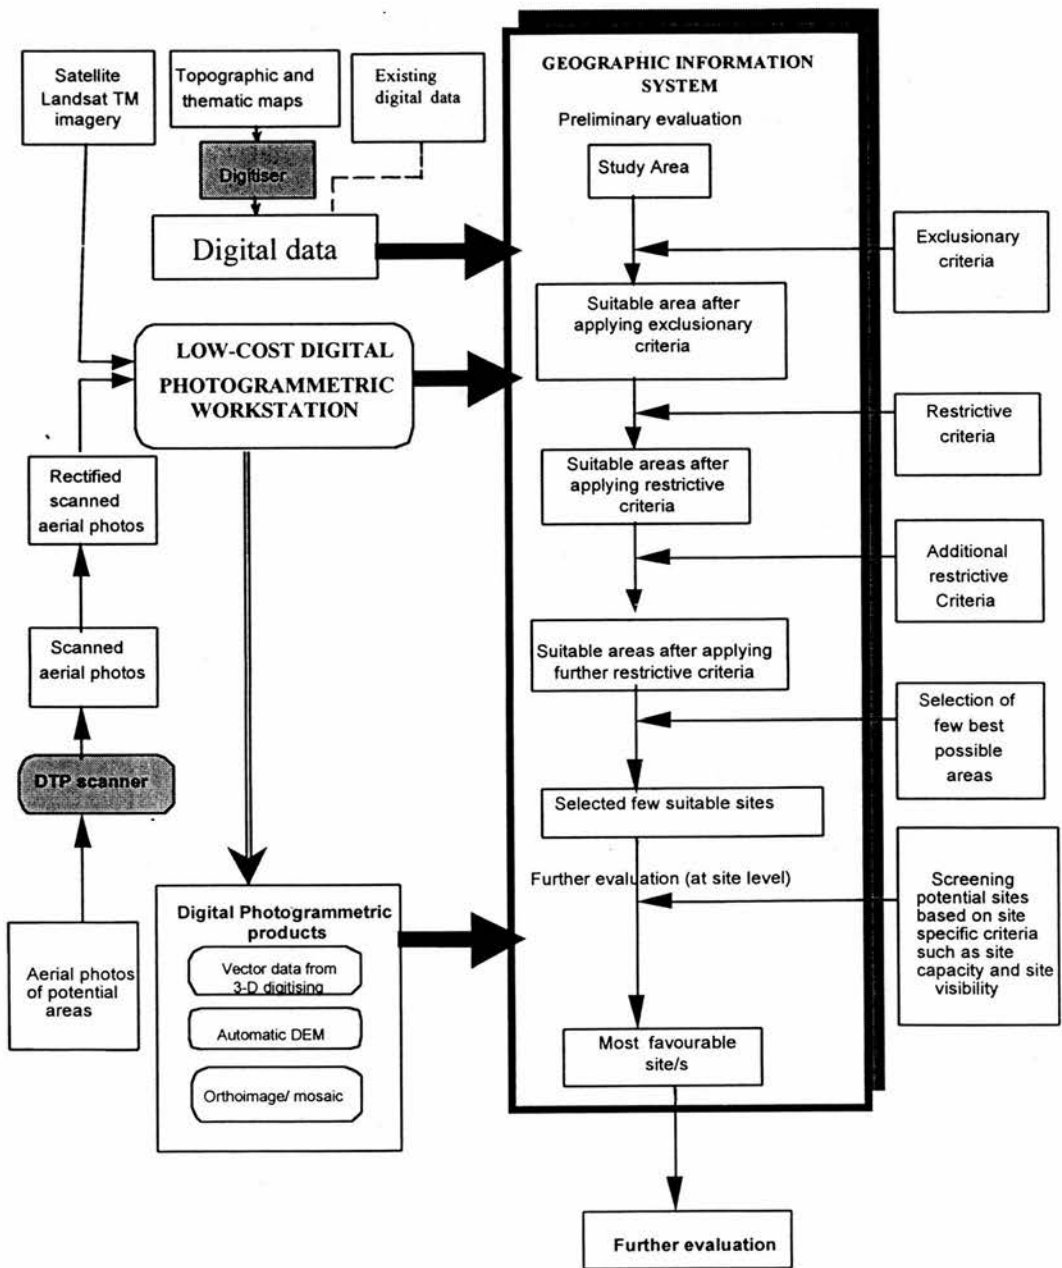 Satellite
Landsat TM
imagery
Topographic and
thematic maps
Existing
digital data
Digitiser
Digital data
LOW-COST DIGITAL
PHOTOGRAMMETRIC
WORKSTATION
Rectified
scanned
aerial photos
Scanned
aerial photos
DTP scanner
Aerial photos
of potential
areas
Digital Photogrammetric
products
Vector data from
3-D digitising
Automatic DEM
Orthoimage/ mosaic
GEOGRAPHIC INFORMATION
SYSTEM
Preliminary evaluation
Study Area
Suitable area after
applying exclusionary
criteria
Suitable areas after
applying restrictive
criteria
Suitable areas after applying
further restrictive criteria
Selected few suitable sites
Further evaluation (at site level)
Most favourable
site/s
Further evaluation
Exclusionary
criteria
Restrictive
criteria
Additional
restrictive
Criteria
Selection of
few best
possible
areas
Screening
potential sites
based on site
specific criteria
such as site
capacity and site
visibility